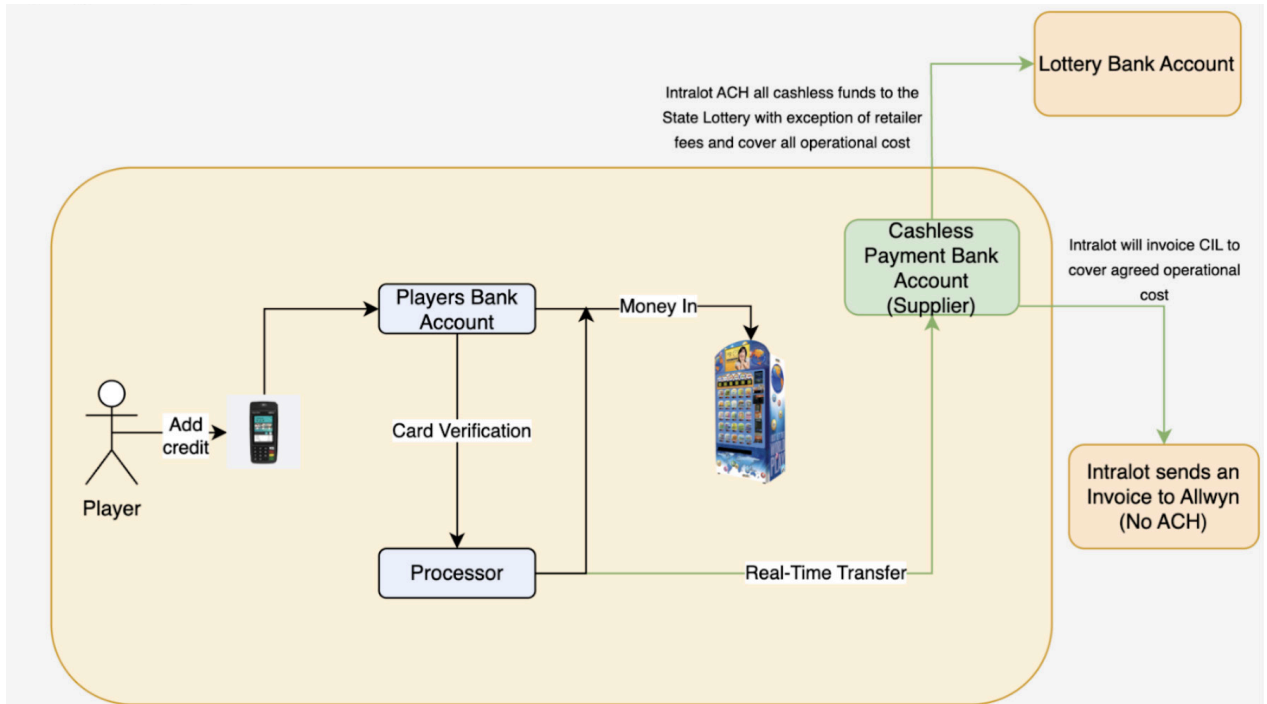 Lottery Bank Account
Intralot ACH all cashless funds to the
State Lottery with exception of retailer
fees and cover all operational cost
Cashless
Payment Bank
Account
(Supplier)
Intralot will invoice CIL to
cover agreed operational
cost
Players Bank
Account
Money In
Add
credit
Card Verification
Player
Intralot sends an
Invoice to Allwyn
(No ACH)
Processor
Real-Time Transfer